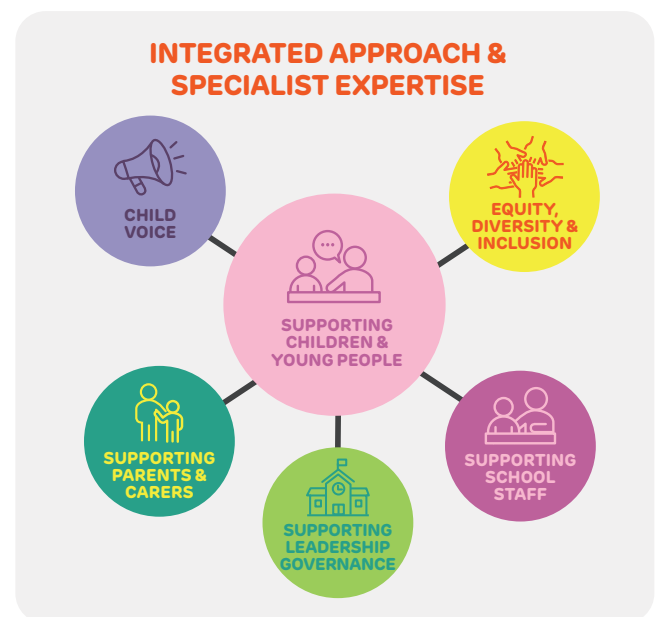 INTEGRATED APPROACH &
SPECIALIST EXPERTISE
CHILD
VOICE
EQUITY,
DIVERSITY &
INCLUSION
SUPPORTING
CHILDREN &
YOUNG PEOPLE
SUPPORTING
PARENTS &
CARERS
SUPPORTING
SCHOOL
STAFF
SUPPORTING
LEADERSHIP
GOVERNANCE